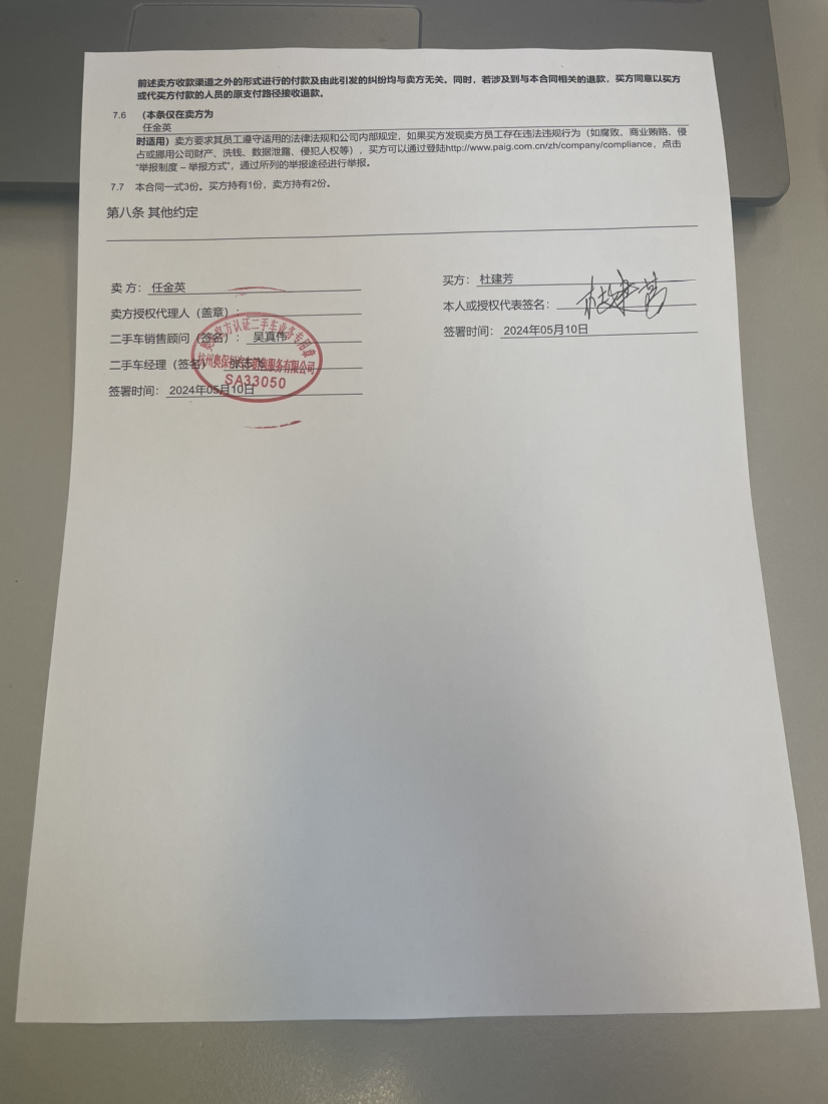 前述卖方收款渠道之外的形式进行的付款及由此引发的纠纷均与卖方无关。同时，若涉及到与本合同相关的退款，买方同意以买方
或代买方付款的人员的原支付路径接收退款。
7.6 （本条仅在卖方为
任金英
时适用）卖方要求其员工遵守适用的法律法规和公司内部规定，如果买方发现卖方员工存在违法违规行为（如腐败、商业贿赂、侵
占或挪用公司财产、洗钱、数据泄露、侵犯人权等），买方可以通过登陆http://www.paig.com.cn/zh/company/compliance，点击
“举报制度 – 举报方式”，通过所列的举报途径进行举报。
7.7 本合同一式3份。买方持有1份，卖方持有2份。
第八条 其他约定
卖 方： 任金英
卖方授权代理人（盖章）：
二手车销售顾问（签名）： 吴真伟
二手车经理（签名）
签署时间： 2024年05月10日
SA33050
买方： 杜建芳
本人或授权代表签名： 杜建芳
签署时间： 2024年05月10日